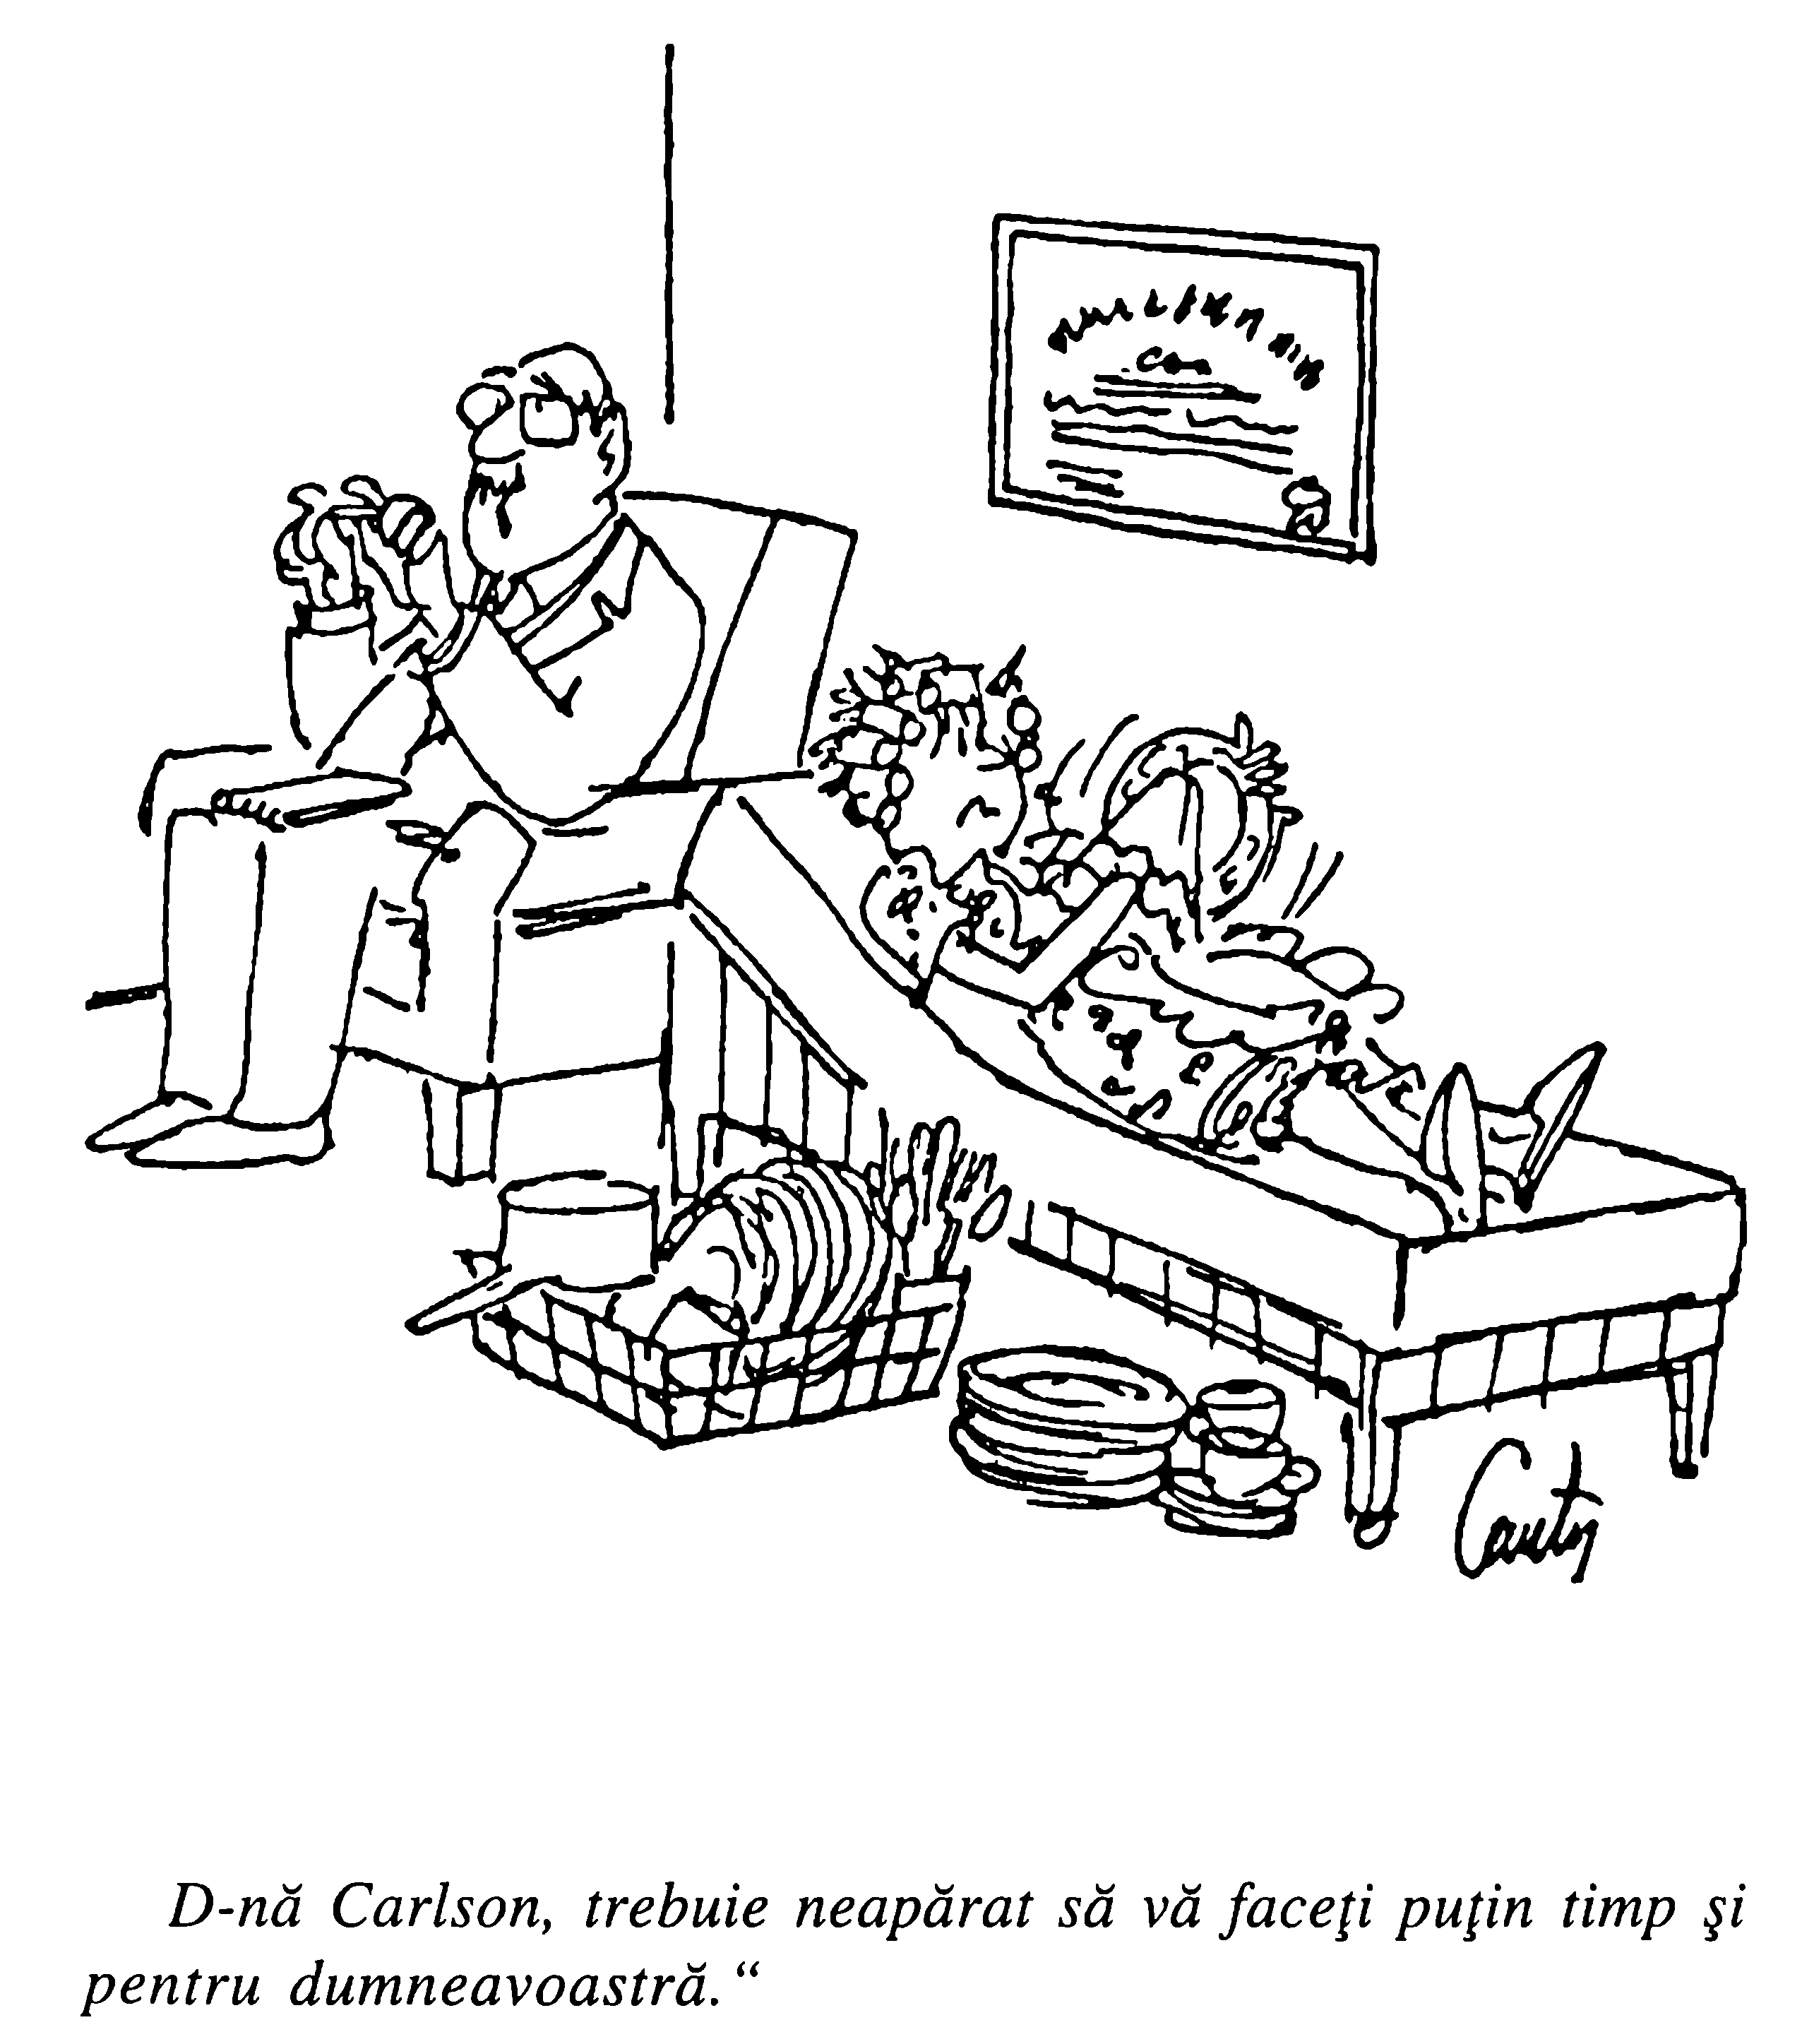 D-nă Carlson, trebuie neapărat să vă faceţi puţin timp şi
pentru dumneavoastră.“